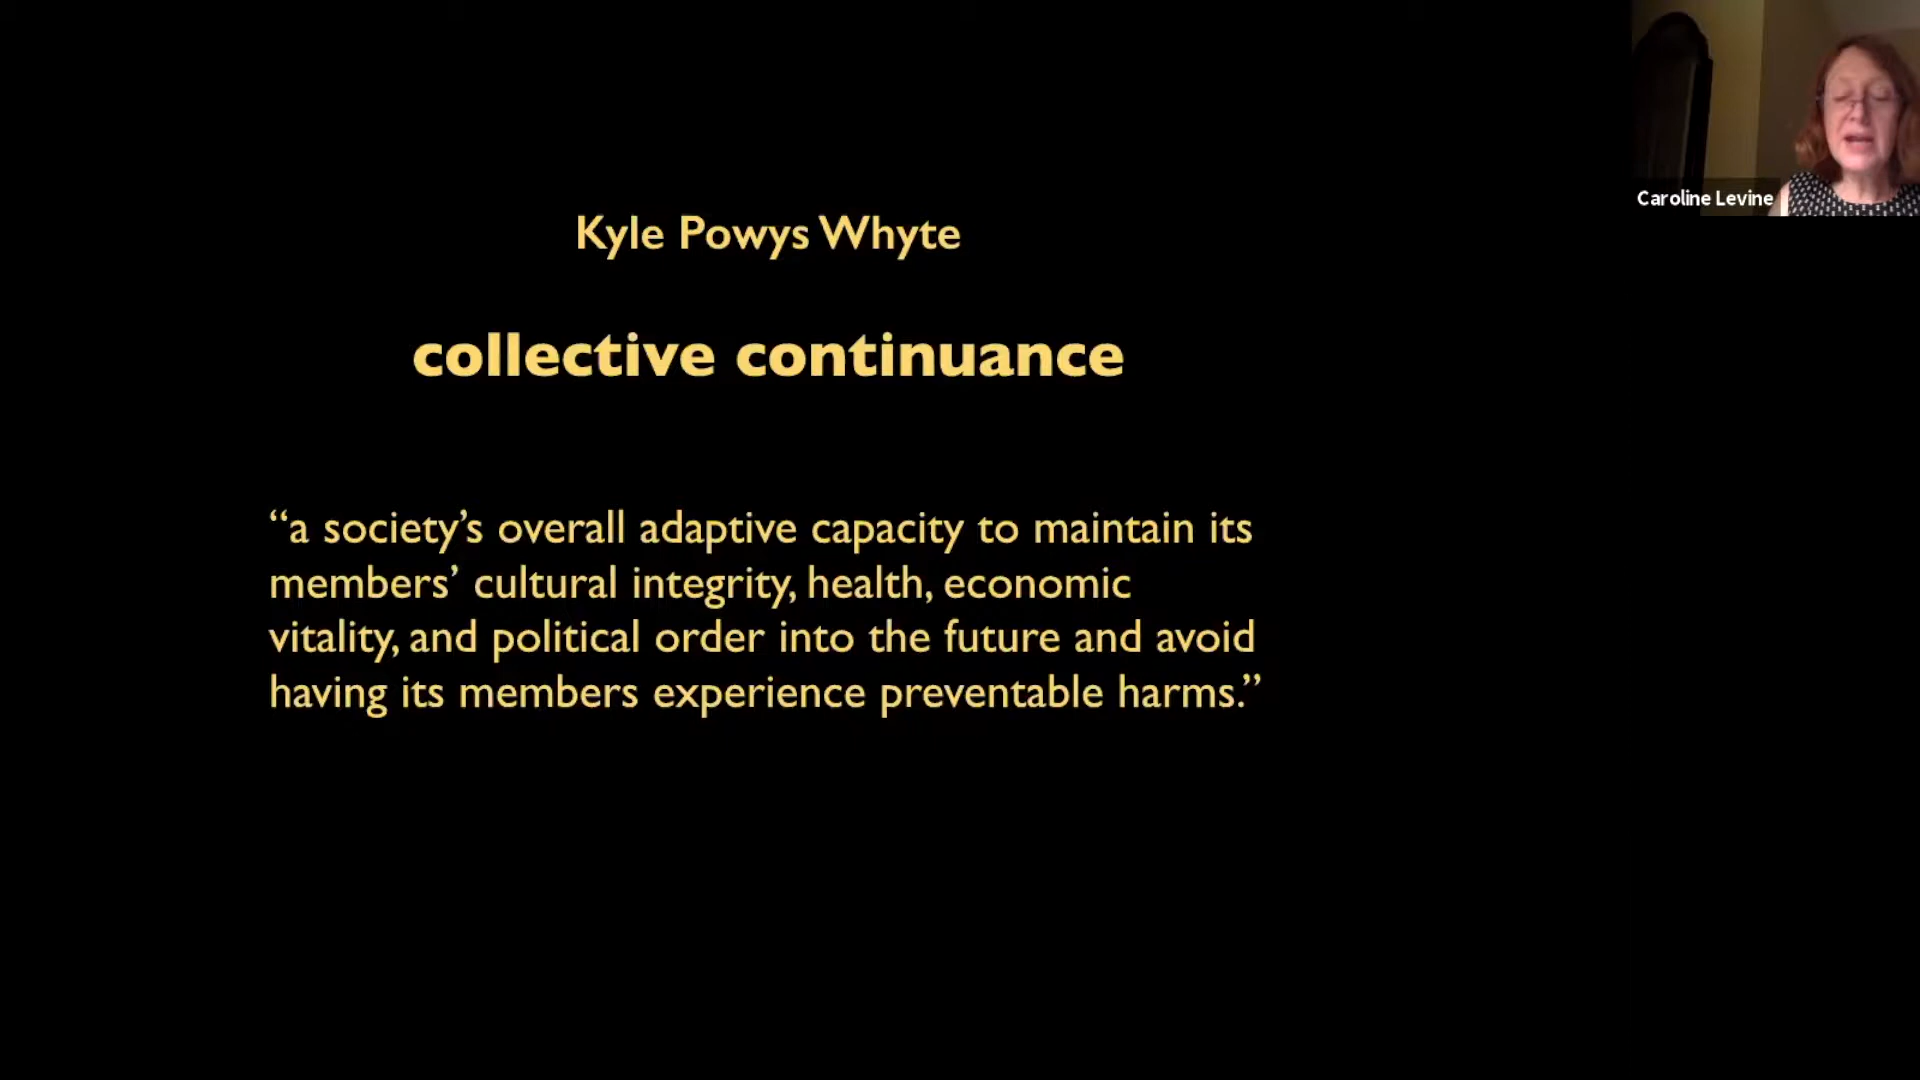 Kyle Powys Whyte
collective continuance
“a society’s overall adaptive capacity to maintain its
members’ cultural integrity, health, economic
vitality, and political order into the future and avoid
having its members experience preventable harms.”
Caroline Levine